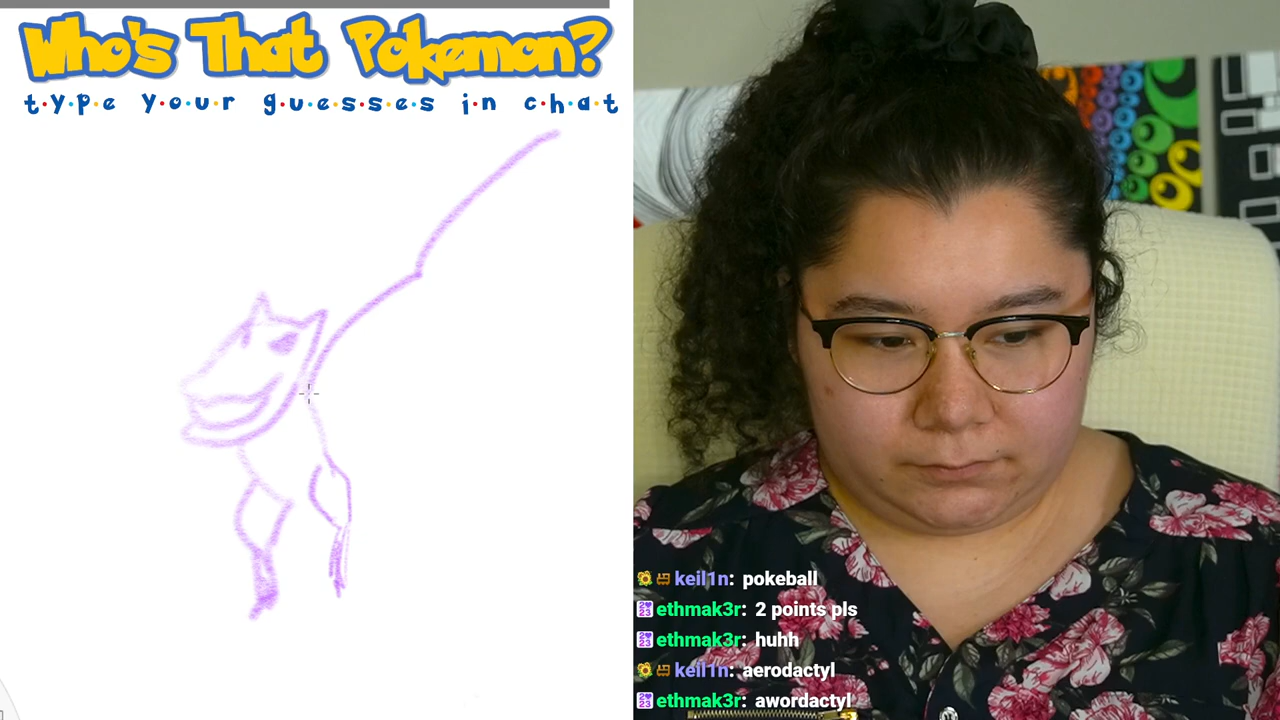 Who's That Pokemon?
type your guesses in chat
keil1n: pokeball
ethmak3r: 2 points pls
ethmak3r: huhh
keil1n: aerodactyl
ethmak3r: awordactyl